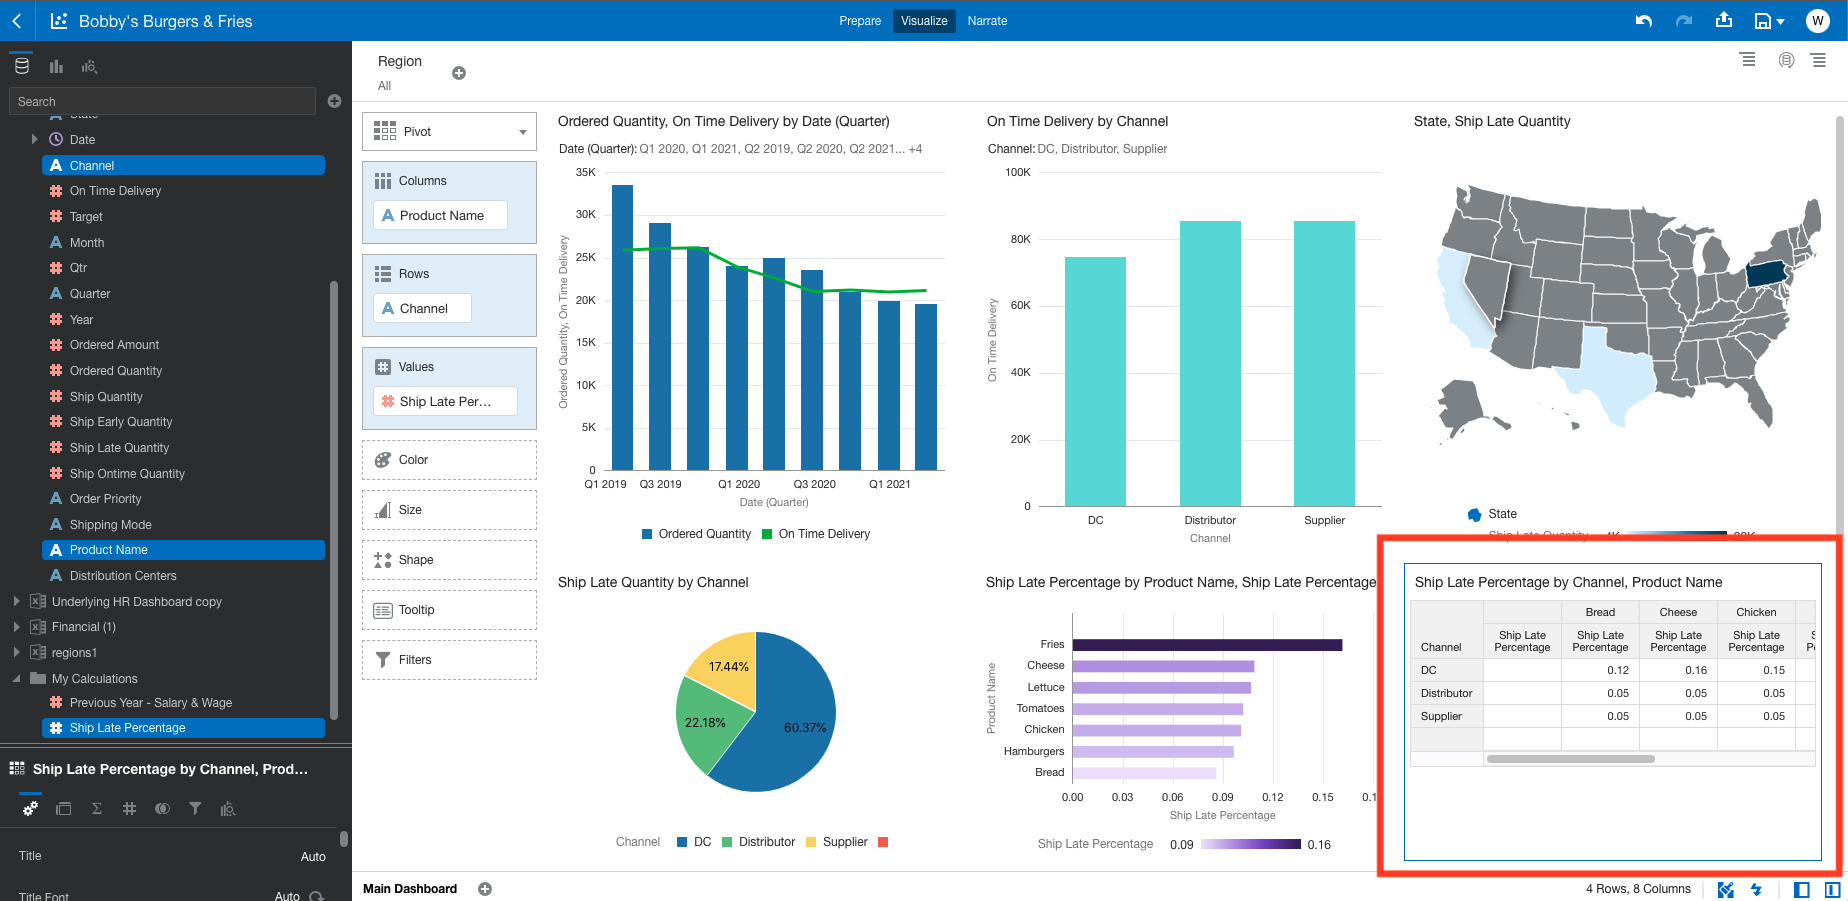 Bobby's Burgers & Fries
Prepare
Visualize
Narrate
W
Search
State
Date
Channel
On Time Delivery
Target
Month
Qtr
Quarter
Year
Ordered Amount
Ordered Quantity
Ship Quantity
Ship Early Quantity
Ship Late Quantity
Ship Ontime Quantity
Order Priority
Shipping Mode
Product Name
Distribution Centers
Underlying HR Dashboard copy
Financial (1)
regions1
My Calculations
Previous Year - Salary & Wage
Ship Late Percentage
Ship Late Percentage by Channel, Prod...
Title
Auto
Title Font
Auto
Region
All
Pivot
Columns
A Product Name
Rows
A Channel
Values
# Ship Late Per...
Color
Size
Shape
Tooltip
Filters
Ordered Quantity, On Time Delivery by Date (Quarter)
Date (Quarter): Q1 2020, Q1 2021, Q2 2019, Q2 2020, Q2 2021... +4
Ordered Quantity, On Time Delivery
35K
30K
25K
20K
15K
10K
5K
0
Q1 2019 Q3 2019 Q1 2020 Q3 2020 Q1 2021
Date (Quarter)
Ordered Quantity On Time Delivery
On Time Delivery by Channel
Channel: DC, Distributor, Supplier
On Time Delivery
100K
80K
60K
40K
20K
0
DC Distributor Supplier
Channel
State, Ship Late Quantity
State
Ship Late Quantity
Ship Late Quantity by Channel
17.44%
22.18%
60.37%
Channel DC Distributor Supplier
Ship Late Percentage by Product Name, Ship Late Percentage
Product Name
Fries
Cheese
Lettuce
Tomatoes
Chicken
Hamburgers
Bread
0.00 0.03 0.06 0.09 0.12 0.15 0.1
Ship Late Percentage
Ship Late Percentage 0.09 0.16
Ship Late Percentage by Channel, Product Name
Bread Cheese Chicken
Channel Ship Late Percentage Ship Late Percentage Ship Late Percentage Ship Late Percentage
DC 0.12 0.16 0.15
Distributor 0.05 0.05 0.05
Supplier 0.05 0.05 0.05
Main Dashboard
4 Rows, 8 Columns